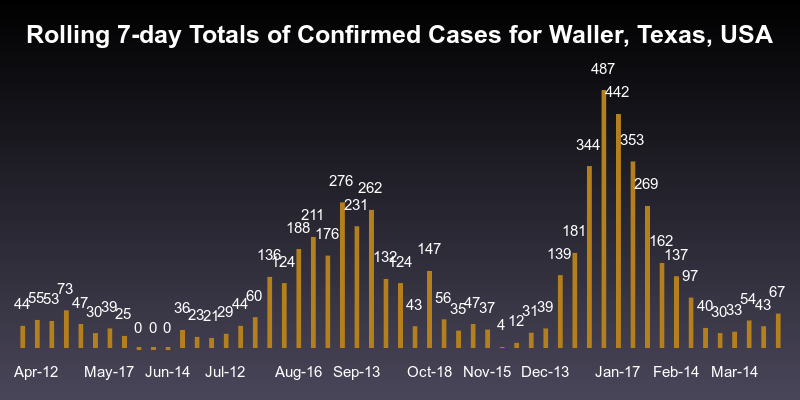 Rolling 7-day Totals of Confirmed Cases for Waller, Texas, USA
44 55 53 73 47 30 39 25 0 0 0 36 23 21 29 44 60 136 124 188 211 176 276 231 262 132 124 43 147 56 35 47 37 4 12 31 39 139 181 344 487 442 353 269 162 137 97 40 30 33 54 43 67
Apr-12 May-17 Jun-14 Jul-12 Aug-16 Sep-13 Oct-18 Nov-15 Dec-13 Jan-17 Feb-14 Mar-14